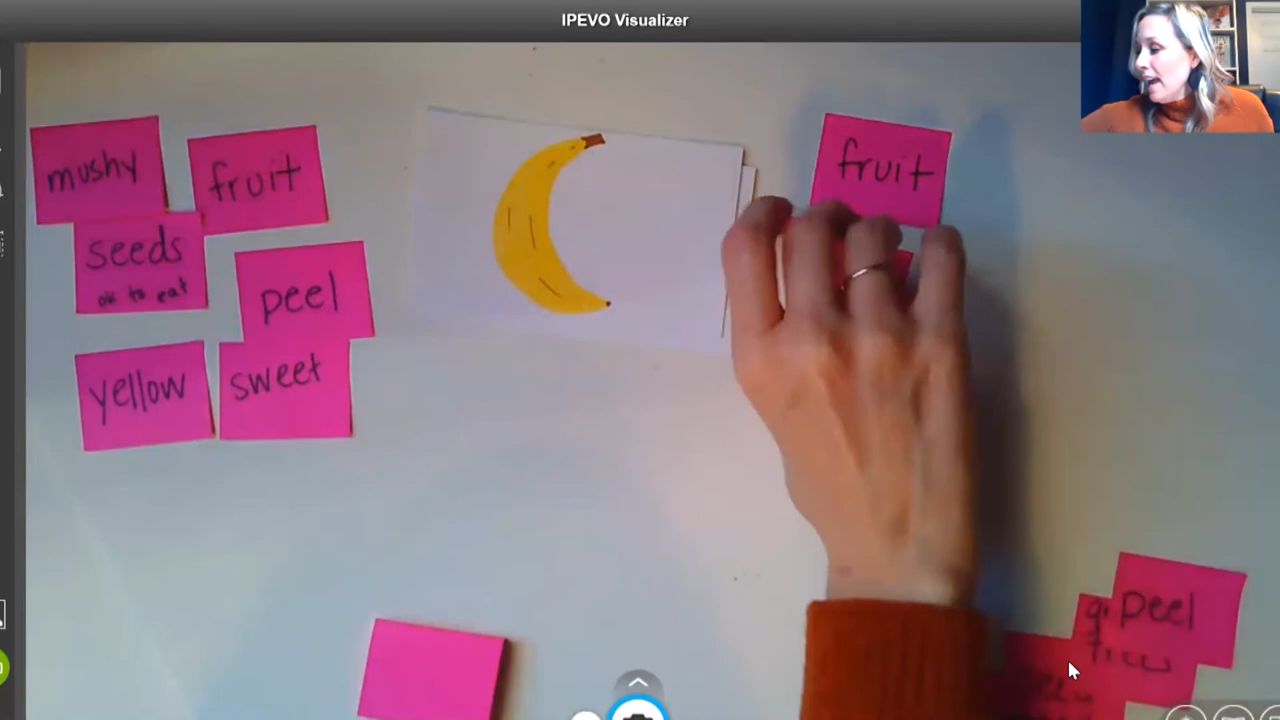 IPEVO Visualizer
mushy
fruit
seeds
ok to eat
peel
yellow
sweet
fruit
peel